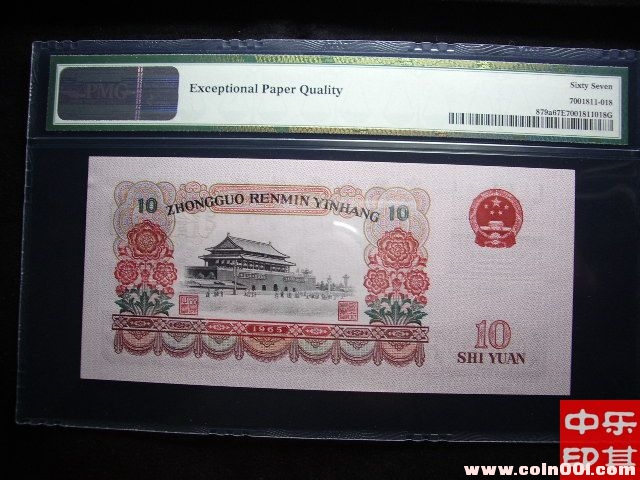 PMG
Exceptional Paper Quality
Sixty Seven
7001811-018
879a67E7001811018G
10 ZHONGGUO RENMIN YINHANG 10
1965
10
SHI YUAN
中乐
印甚
www.coin001.com